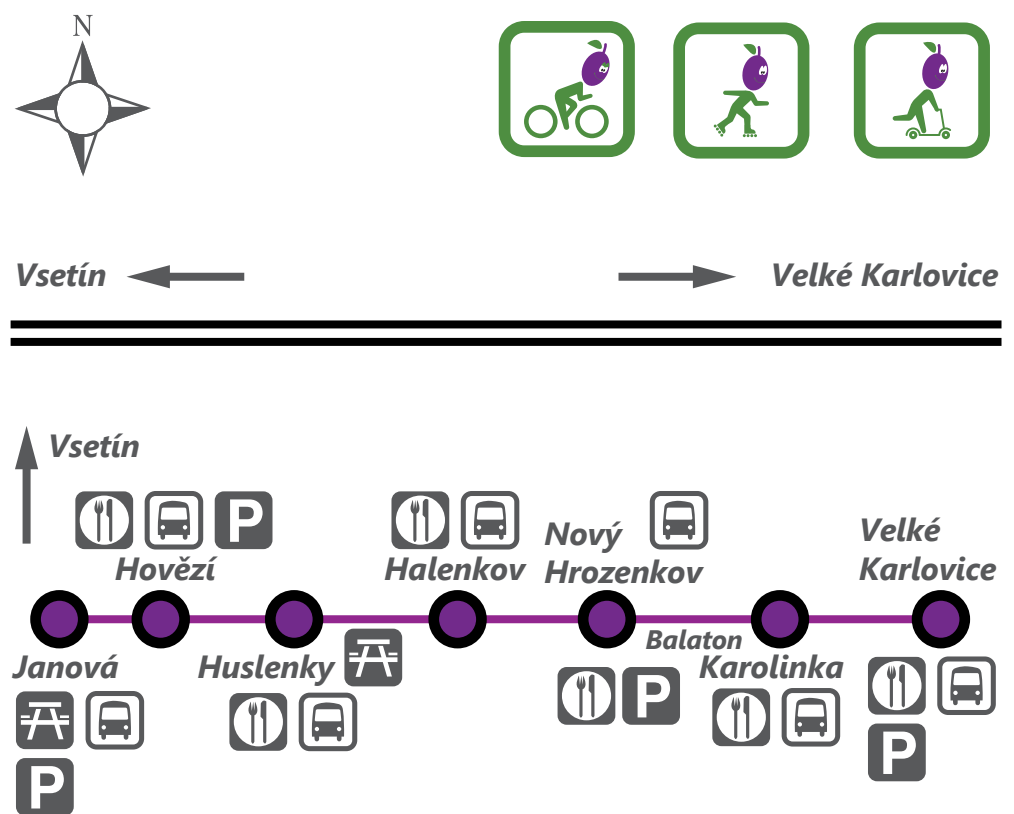 N
Vsetín
Velké Karlovice
Vsetín
P
Hovězí
Halenkov
Nový
Hrozenkov
Velké
Karlovice
Janová
Huslenky
Balaton
Karolinka
P
P
P